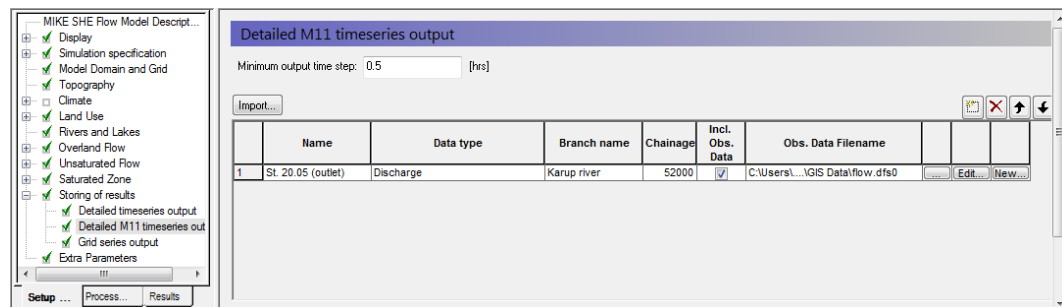 MIKE SHE Flow Model Descript...
Display
Simulation specification
Model Domain and Grid
Topography
Climate
Land Use
Rivers and Lakes
Overland Flow
Unsaturated Flow
Saturated Zone
Storing of results
Detailed timeseries output
Detailed M11 timeseries out
Grid series output
Extra Parameters
Setup ... Process... Results
Detailed M11 timeseries output
Minimum output time step: 0.5 [hrs]
Import...
Name Data type Branch name Chainage Incl. Obs. Data Obs. Data Filename
1 St. 20.05 (outlet) Discharge Karup river 52000 C:\Users\....\GIS Data\flow.dfs0 ... Edit... New...